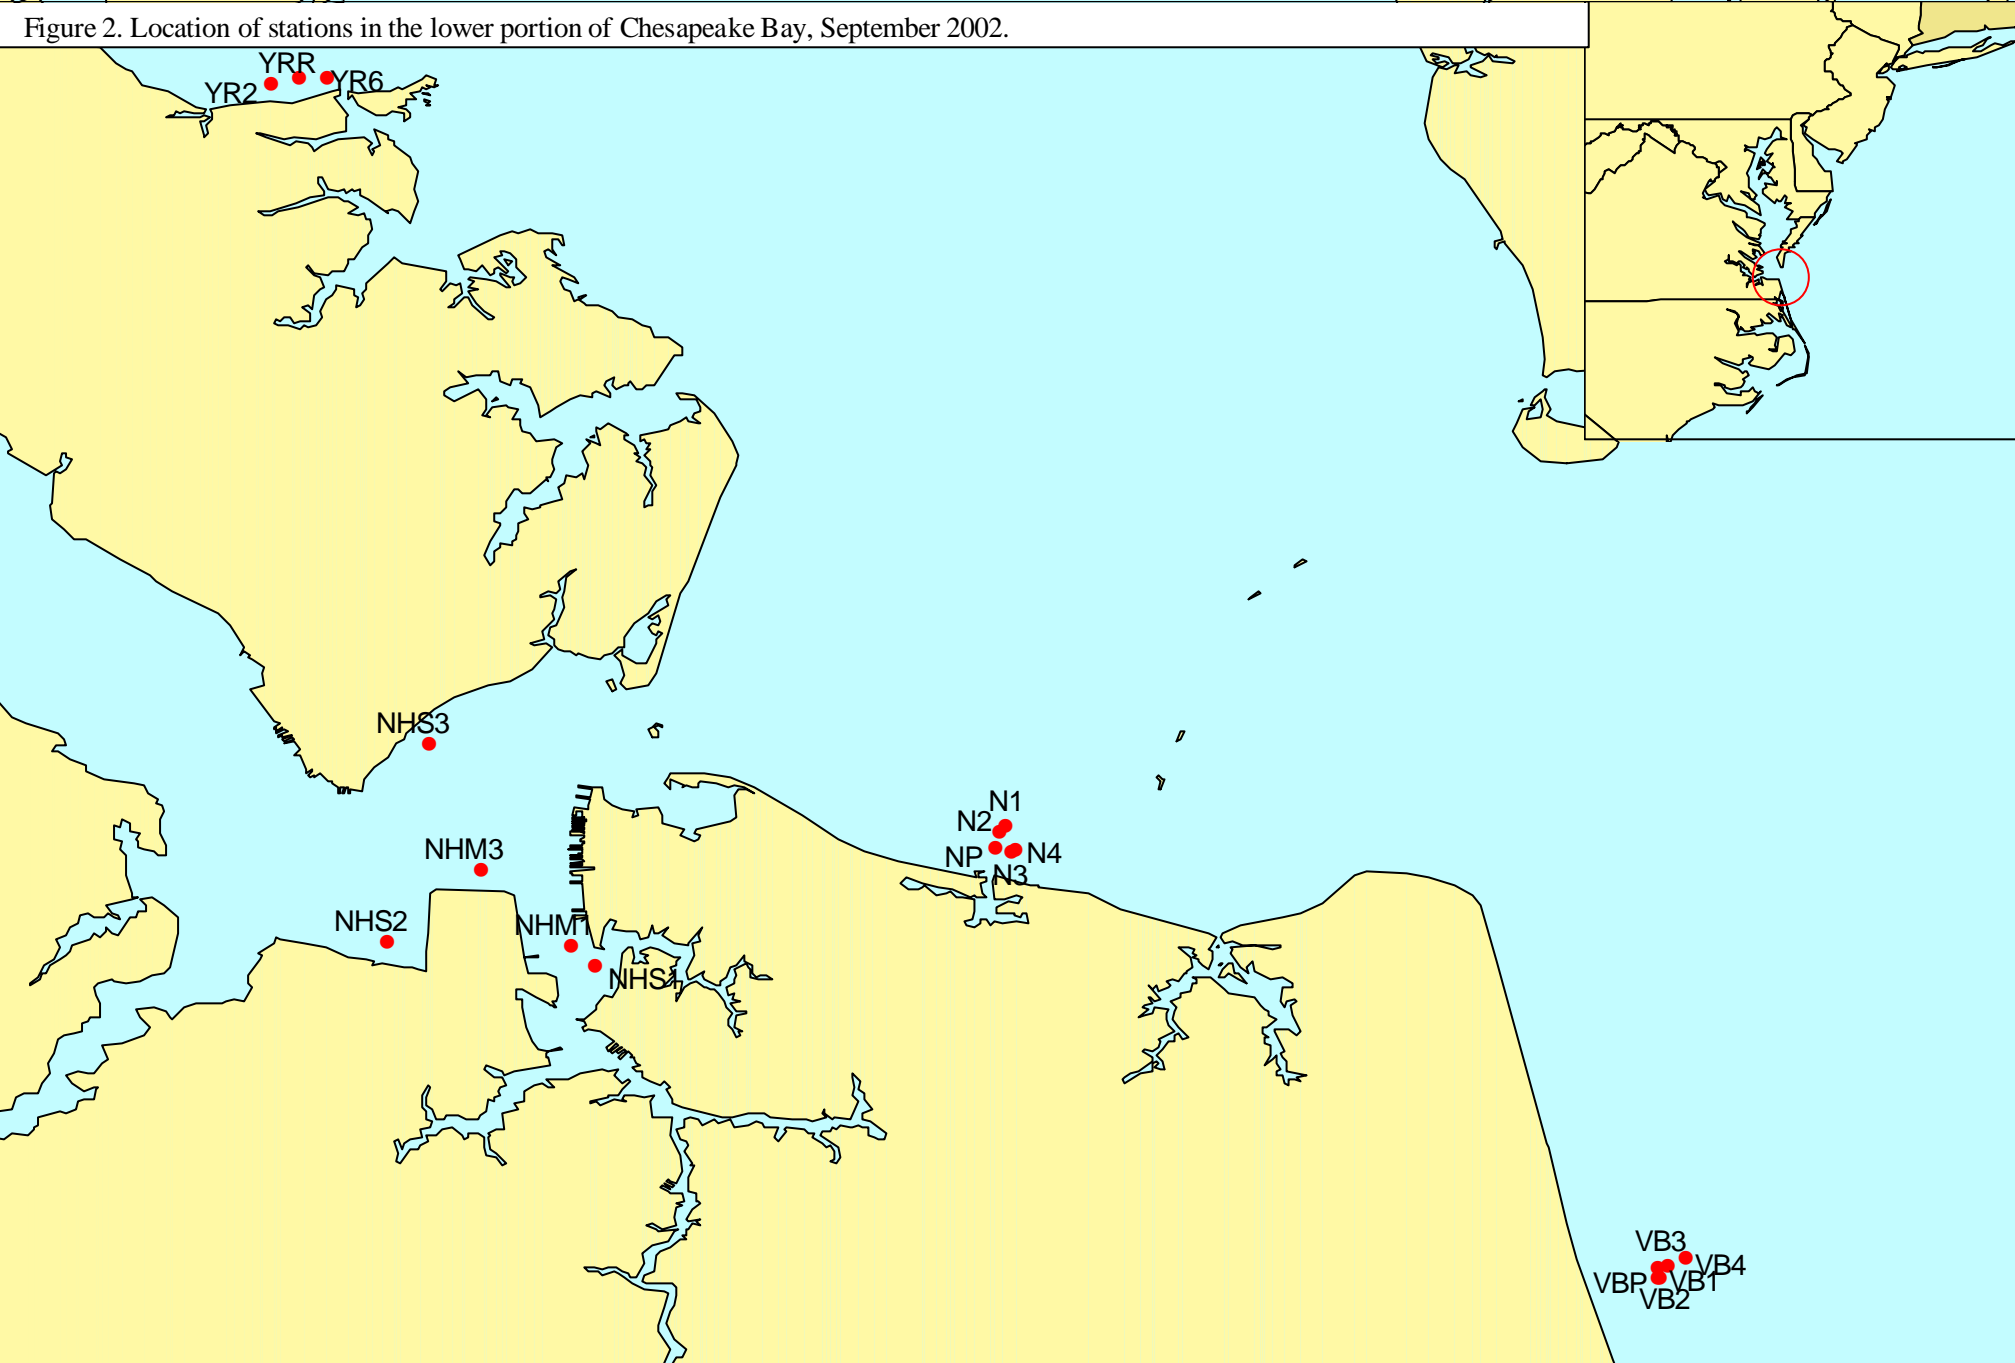 Figure 2. Location of stations in the lower portion of Chesapeake Bay, September 2002.
YRR
YR2
YR6
NHS3
N1
N2
NHM3
NP
N4
N3
NHS2
NHM1
NHS1
VB3
VB4
VBP
VB1
VB2